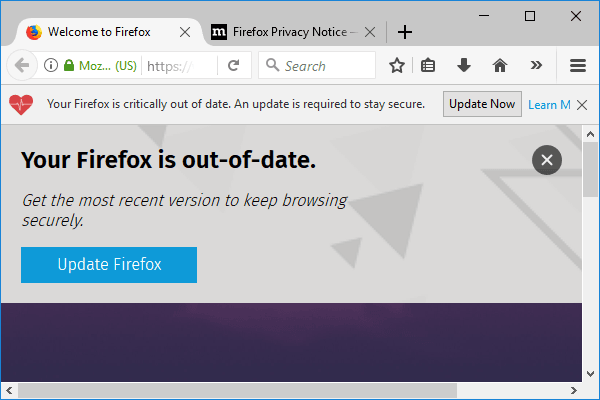 Welcome to Firefox
Firefox Privacy Notice –
Moz... (US)
https://
Search
Your Firefox is critically out of date. An update is required to stay secure.
Update Now
Learn M
Your Firefox is out-of-date.
Get the most recent version to keep browsing
securely.
Update Firefox